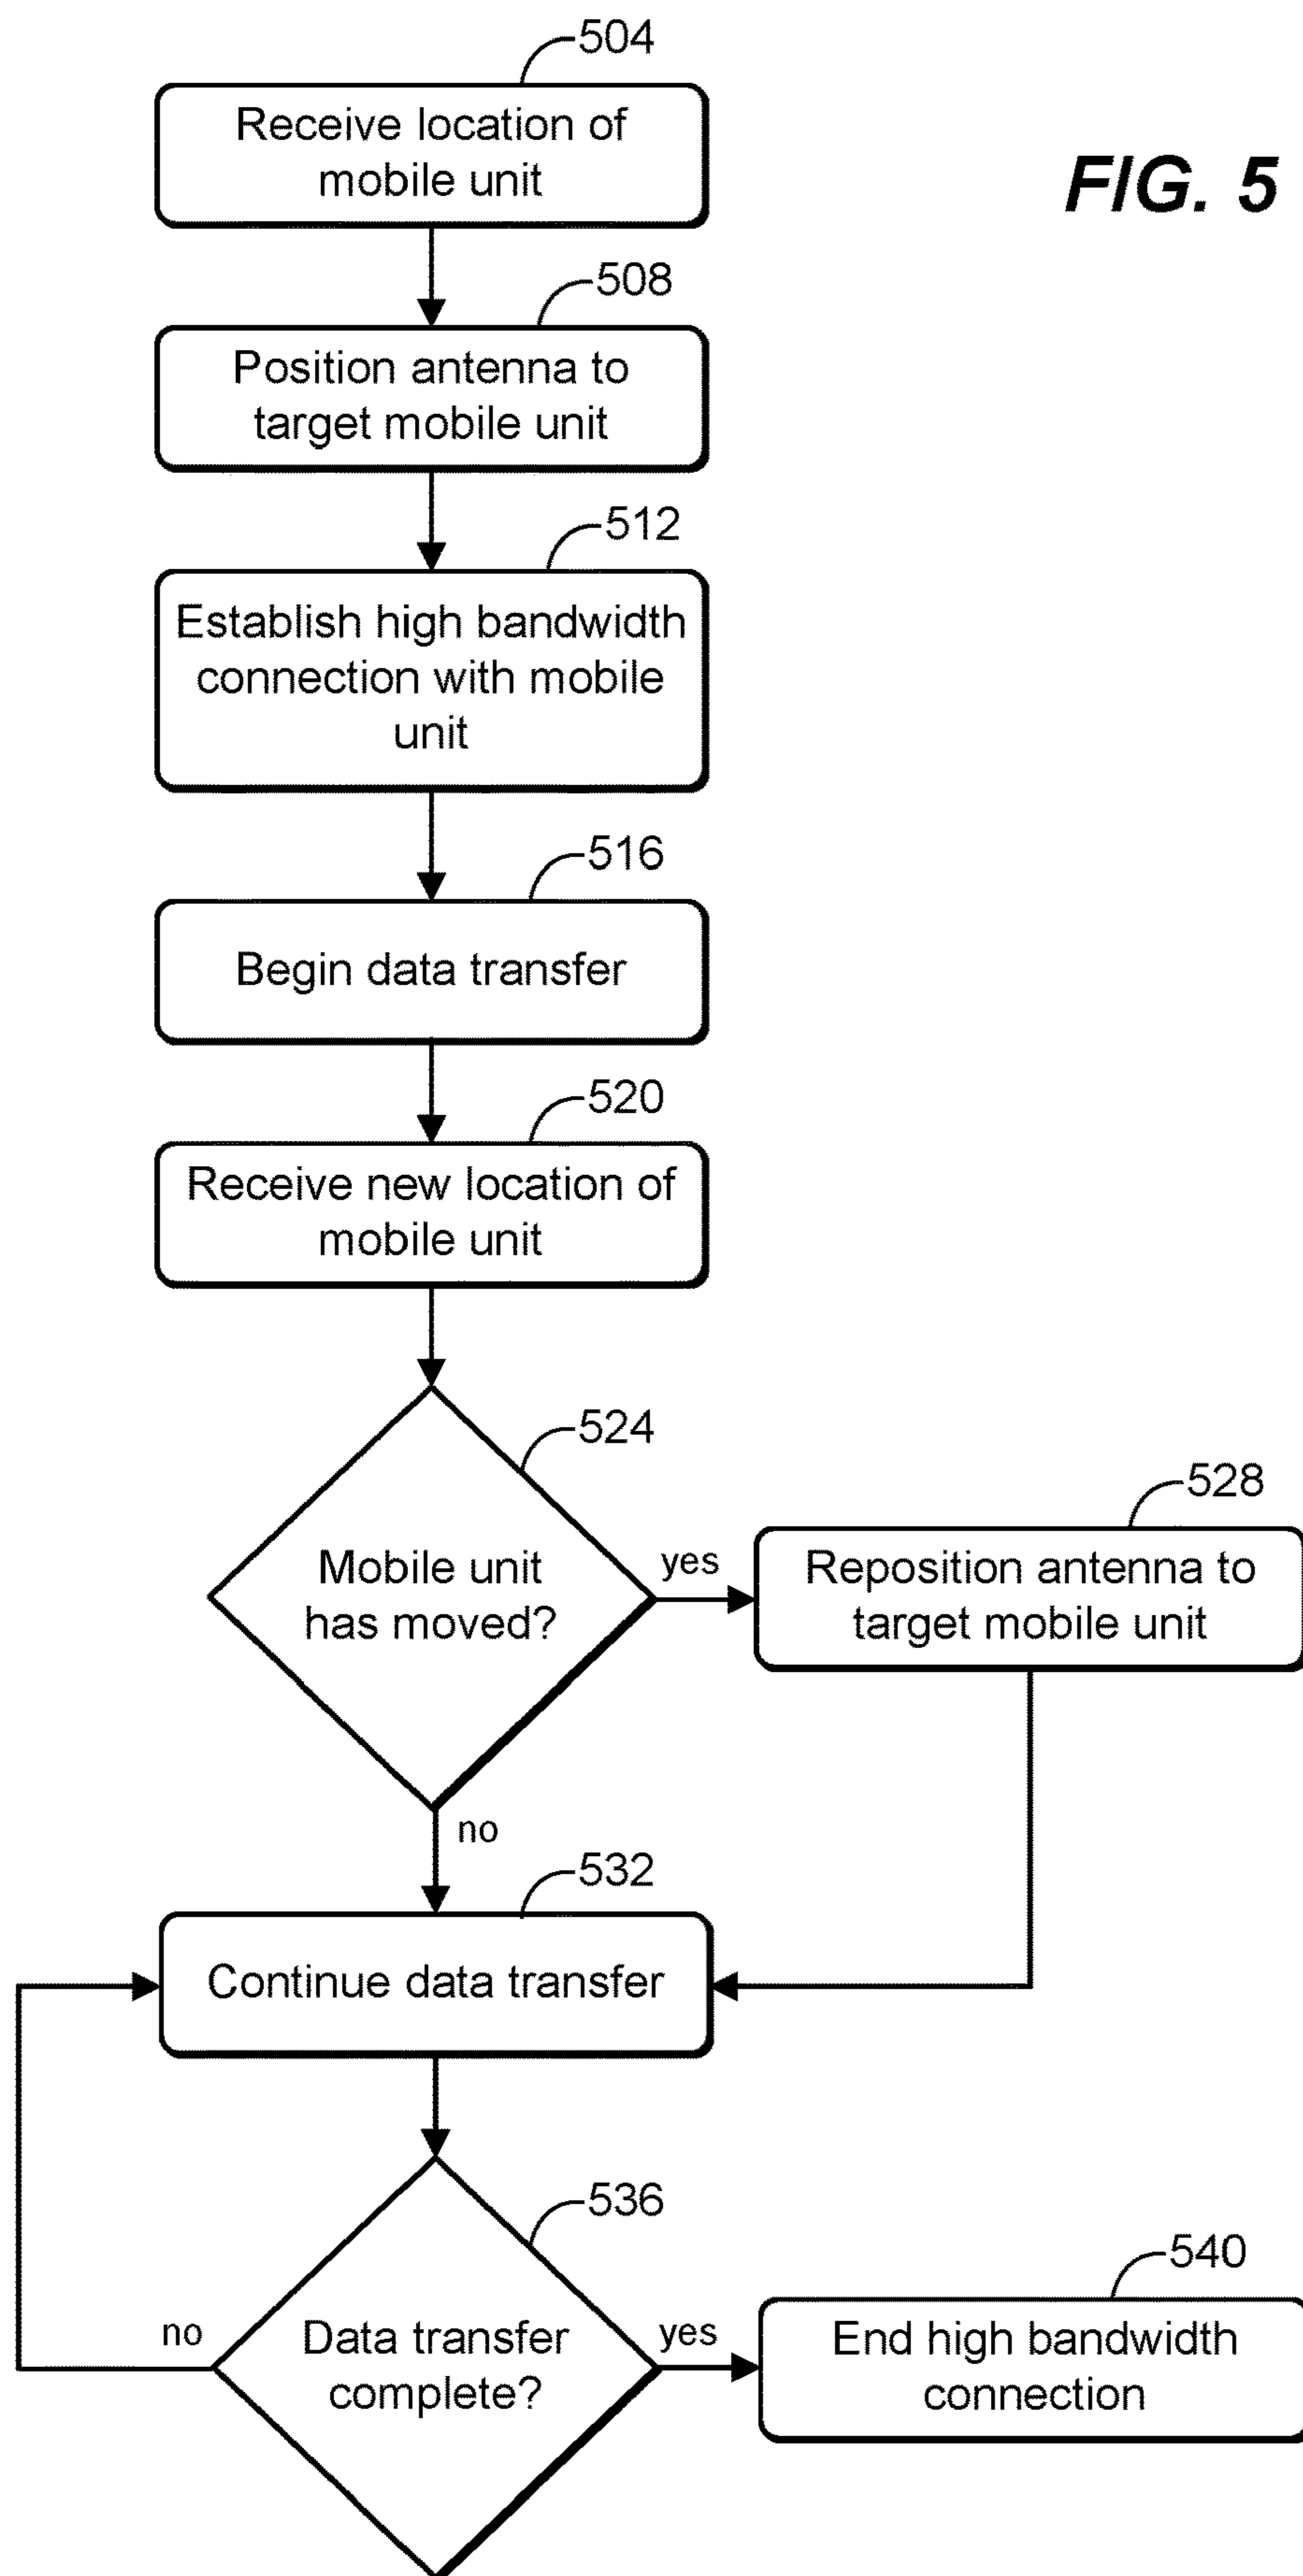 504
Receive location of
mobile unit
FIG. 5
508
Position antenna to
target mobile unit
512
Establish high bandwidth
connection with mobile
unit
516
Begin data transfer
520
Receive new location of
mobile unit
524
Mobile unit
has moved?
yes
528
Reposition antenna to
target mobile unit
no
532
Continue data transfer
536
Data transfer
complete?
no
yes
540
End high bandwidth
connection